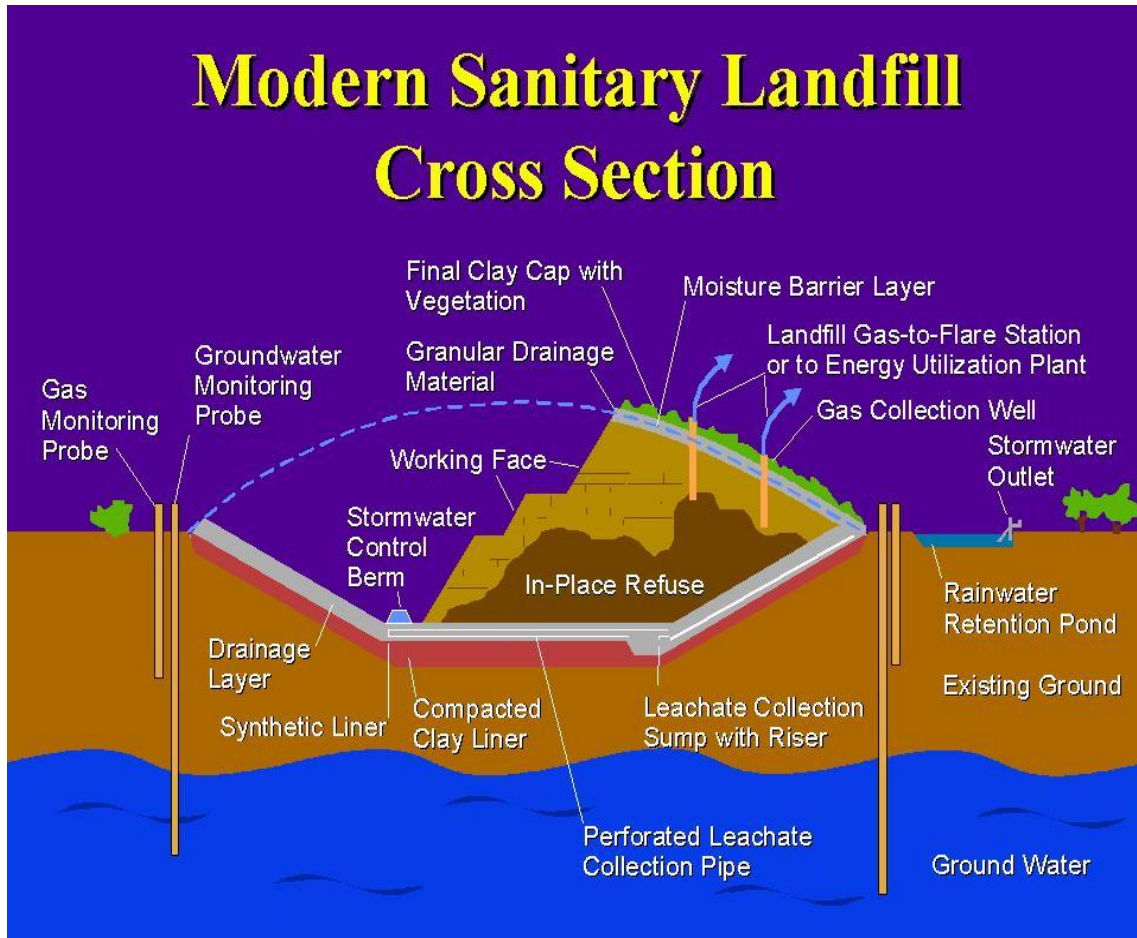 Modern Sanitary Landfill
Cross Section
Final Clay Cap with
Vegetation
Moisture Barrier Layer
Granular Drainage
Material
Landfill Gas-to-Flare Station
or to Energy Utilization Plant
Groundwater
Monitoring
Probe
Gas
Monitoring
Probe
Gas Collection Well
Working Face
Stormwater
Outlet
Stormwater
Control
Berm
In-Place Refuse
Rainwater
Retention Pond
Drainage
Layer
Existing Ground
Synthetic Liner
Compacted
Clay Liner
Leachate Collection
Sump with Riser
Perforated Leachate
Collection Pipe
Ground Water